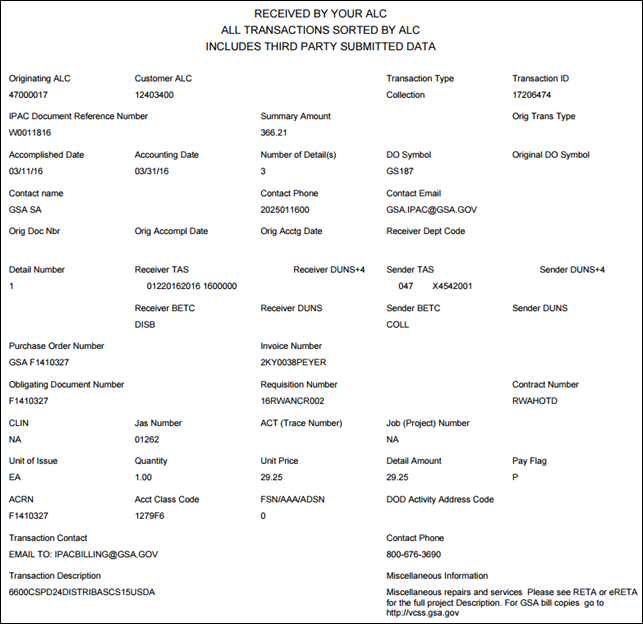 RECEIVED BY YOUR ALC
ALL TRANSACTIONS SORTED BY ALC
INCLUDES THIRD PARTY SUBMITTED DATA
Originating ALC Customer ALC Transaction Type Transaction ID
47000017 12403400 Collection 17206474
IPAC Document Reference Number Summary Amount Orig Trans Type
W0011816 366.21
Accomplished Date Accounting Date Number of Detail(s) DO Symbol Original DO Symbol
03/11/16 03/31/16 3 GS187
Contact name Contact Phone Contact Email
GSA SA 2025011600 GSA.IPAC@GSA.GOV
Orig Doc Nbr Orig Accompl Date Orig Acctg Date Receiver Dept Code
Detail Number Receiver TAS Receiver DUNS+4 Sender TAS Sender DUNS+4
1 01220162016 1600000 047 X4542001
Receiver BETC Receiver DUNS Sender BETC Sender DUNS
DISB COLL
Purchase Order Number Invoice Number
GSA F1410327 2KY0038PEYER
Obligating Document Number Requisition Number Contract Number
F1410327 16RWANCR002 RWAHOTD
CLIN Jas Number ACT (Trace Number) Job (Project) Number
NA 01262 NA
Unit of Issue Quantity Unit Price Detail Amount Pay Flag
EA 1.00 29.25 29.25 P
ACRN Acct Class Code FSN/AAA/ADSN DOD Activity Address Code
F1410327 1279F6 0
Transaction Contact Contact Phone
EMAIL TO: IPACBILLING@GSA.GOV 800-676-3690
Transaction Description Miscellaneous Information
6600CSPD24DISTRIBASCS15USDA Miscellaneous repairs and services Please see RETA or eRETA
for the full project Description. For GSA bill copies go to
http://vcss.gsa.gov